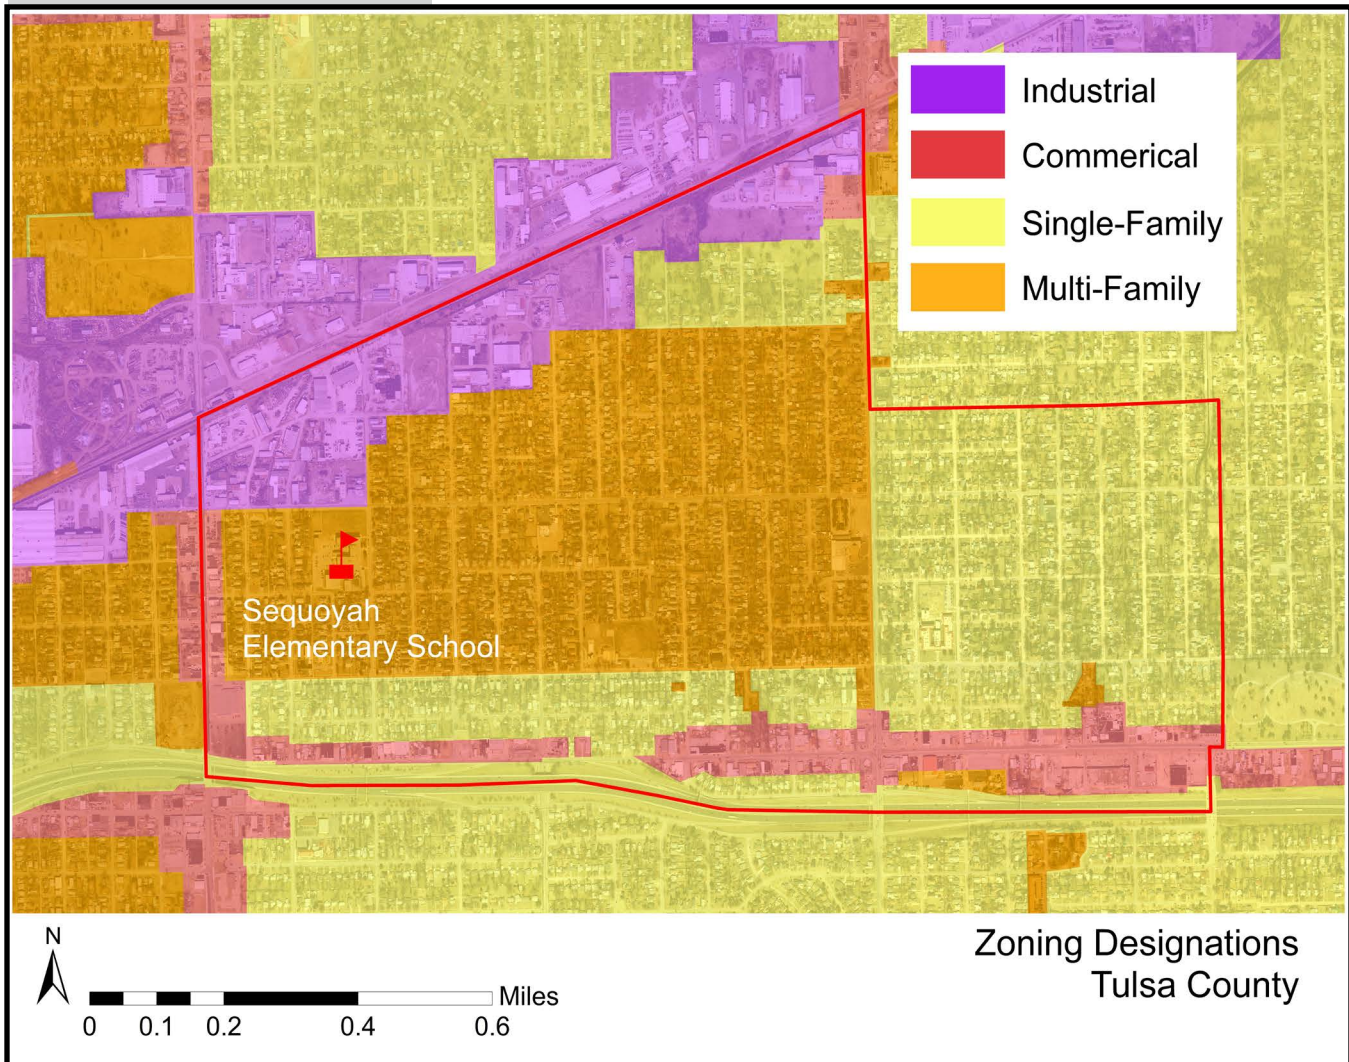 Industrial
Commerical
Single-Family
Multi-Family
Sequoyah
Elementary School
N
Miles
0 0.1 0.2 0.4 0.6
Zoning Designations
Tulsa County